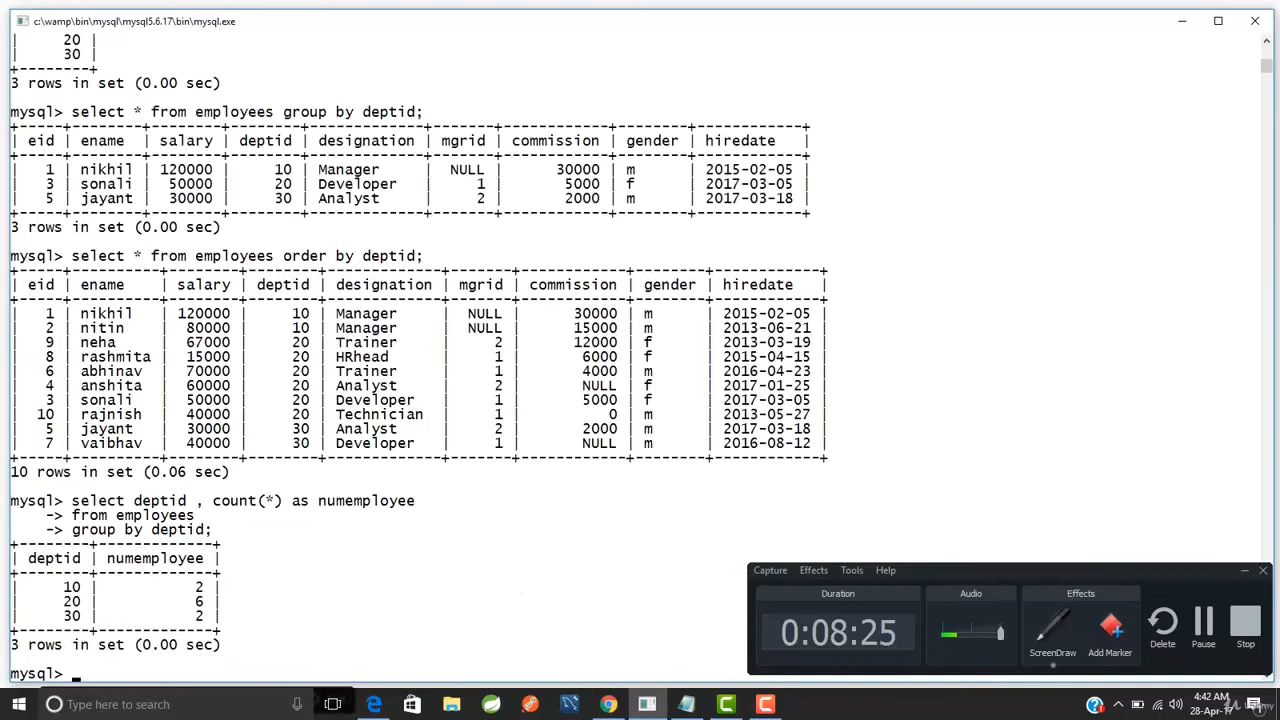 c:\wamp\bin\mysql\mysql5.6.17\bin\mysql.exe
|     20 |
|     30 |
+--------+
3 rows in set (0.00 sec)
mysql> select * from employees group by deptid;
+-----+--------+--------+--------+-------------+-------+------------+--------+------------+
| eid | ename  | salary | deptid | designation | mgrid | commission | gender | hiredate   |
+-----+--------+--------+--------+-------------+-------+------------+--------+------------+
|   1 | nikhil | 120000 |     10 | Manager     |  NULL |      30000 | m      | 2015-02-05 |
|   3 | sonali |  50000 |     20 | Developer   |     1 |       5000 | f      | 2017-03-05 |
|   5 | jayant |  30000 |     30 | Analyst     |     2 |       2000 | m      | 2017-03-18 |
+-----+--------+--------+--------+-------------+-------+------------+--------+------------+
3 rows in set (0.00 sec)
mysql> select * from employees order by deptid;
+-----+----------+--------+--------+-------------+-------+------------+--------+------------+
| eid | ename    | salary | deptid | designation | mgrid | commission | gender | hiredate   |
+-----+----------+--------+--------+-------------+-------+------------+--------+------------+
|   1 | nikhil   | 120000 |     10 | Manager     |  NULL |      30000 | m      | 2015-02-05 |
|   2 | nitin    |  80000 |     10 | Manager     |  NULL |      15000 | m      | 2013-06-21 |
|   9 | neha     |  67000 |     20 | Trainer     |     2 |      12000 | f      | 2013-03-19 |
|   8 | rashmita |  15000 |     20 | HRhead      |     1 |       6000 | f      | 2015-04-15 |
|   6 | abhinav  |  70000 |     20 | Trainer     |     1 |       4000 | m      | 2016-04-23 |
|   4 | anshita  |  60000 |     20 | Analyst     |     2 |       NULL | f      | 2017-01-25 |
|   3 | sonali   |  50000 |     20 | Developer   |     1 |       5000 | f      | 2017-03-05 |
|  10 | rajnish  |  40000 |     20 | Technician  |     1 |          0 | m      | 2013-05-27 |
|   5 | jayant   |  30000 |     30 | Analyst     |     2 |       2000 | m      | 2017-03-18 |
|   7 | vaibhav  |  40000 |     30 | Developer   |     1 |       NULL | m      | 2016-08-12 |
+-----+----------+--------+--------+-------------+-------+------------+--------+------------+
10 rows in set (0.06 sec)
mysql> select deptid , count(*) as numemployee
    -> from employees
    -> group by deptid;
+--------+-------------+
| deptid | numemployee |
+--------+-------------+
|     10 |           2 |
|     20 |           6 |
|     30 |           2 |
+--------+-------------+
3 rows in set (0.00 sec)
mysql>
Capture Effects Tools Help
Duration Audio Effects
0:08:25
ScreenDraw Add Marker Delete Pause Stop
Type here to search
4:42 AM
28-Apr-17
Udemy